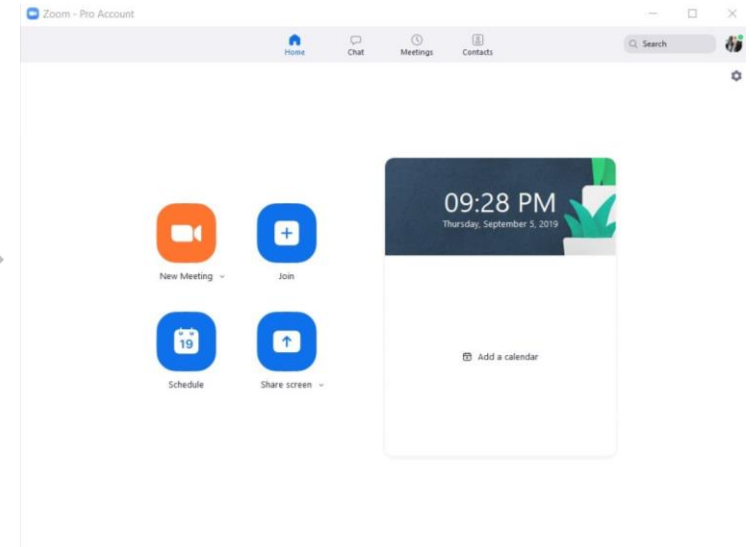 Zoom - Pro Account
Home
Chat
Meetings
Contacts
Search
09:28 PM
Thursday, September 5, 2019
New Meeting
Join
19
Schedule
Share screen
Add a calendar